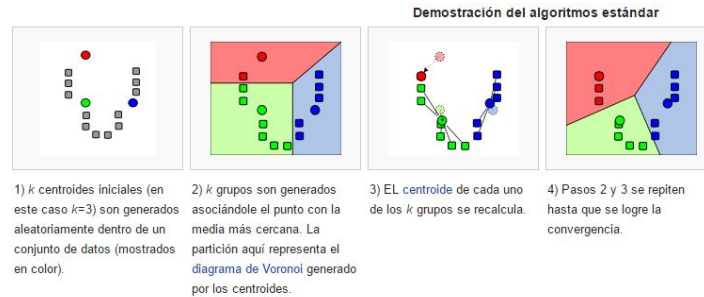 Demostración del algoritmos estándar
1) k centroides iniciales (en
este caso k=3) son generados
aleatoriamente dentro de un
conjunto de datos (mostrados
en color).
2) k grupos son generados
asociándole el punto con la
media más cercana. La
partición aquí representa el
diagrama de Voronoi generado
por los centroides.
3) EL centroide de cada uno
de los k grupos se recalcula.
4) Pasos 2 y 3 se repiten
hasta que se logre la
convergencia.